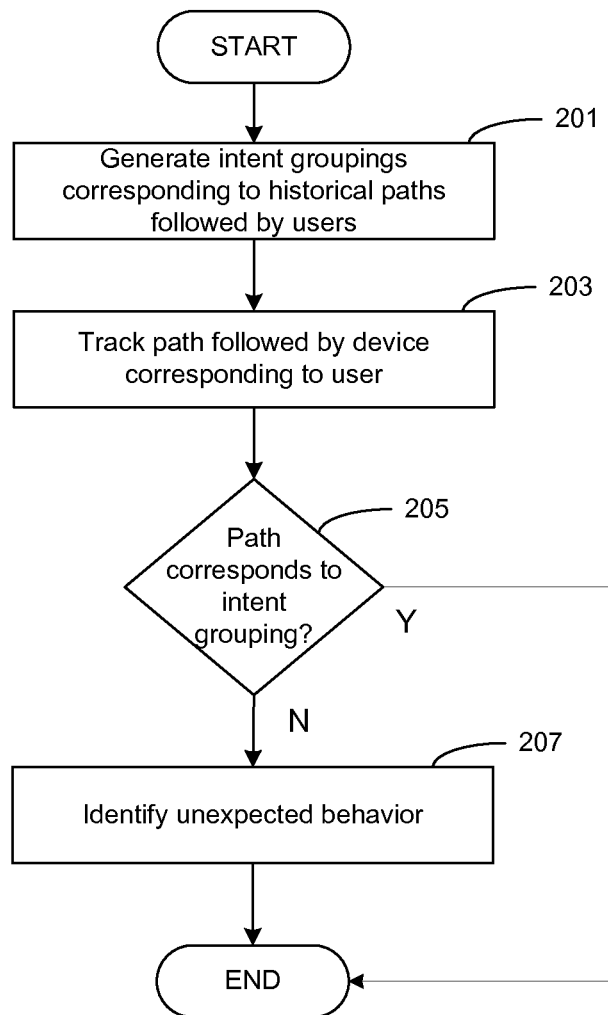 START
201
Generate intent groupings
corresponding to historical paths
followed by users
203
Track path followed by device
corresponding to user
205
Path
corresponds to
intent
grouping?
Y
N
207
Identify unexpected behavior
END